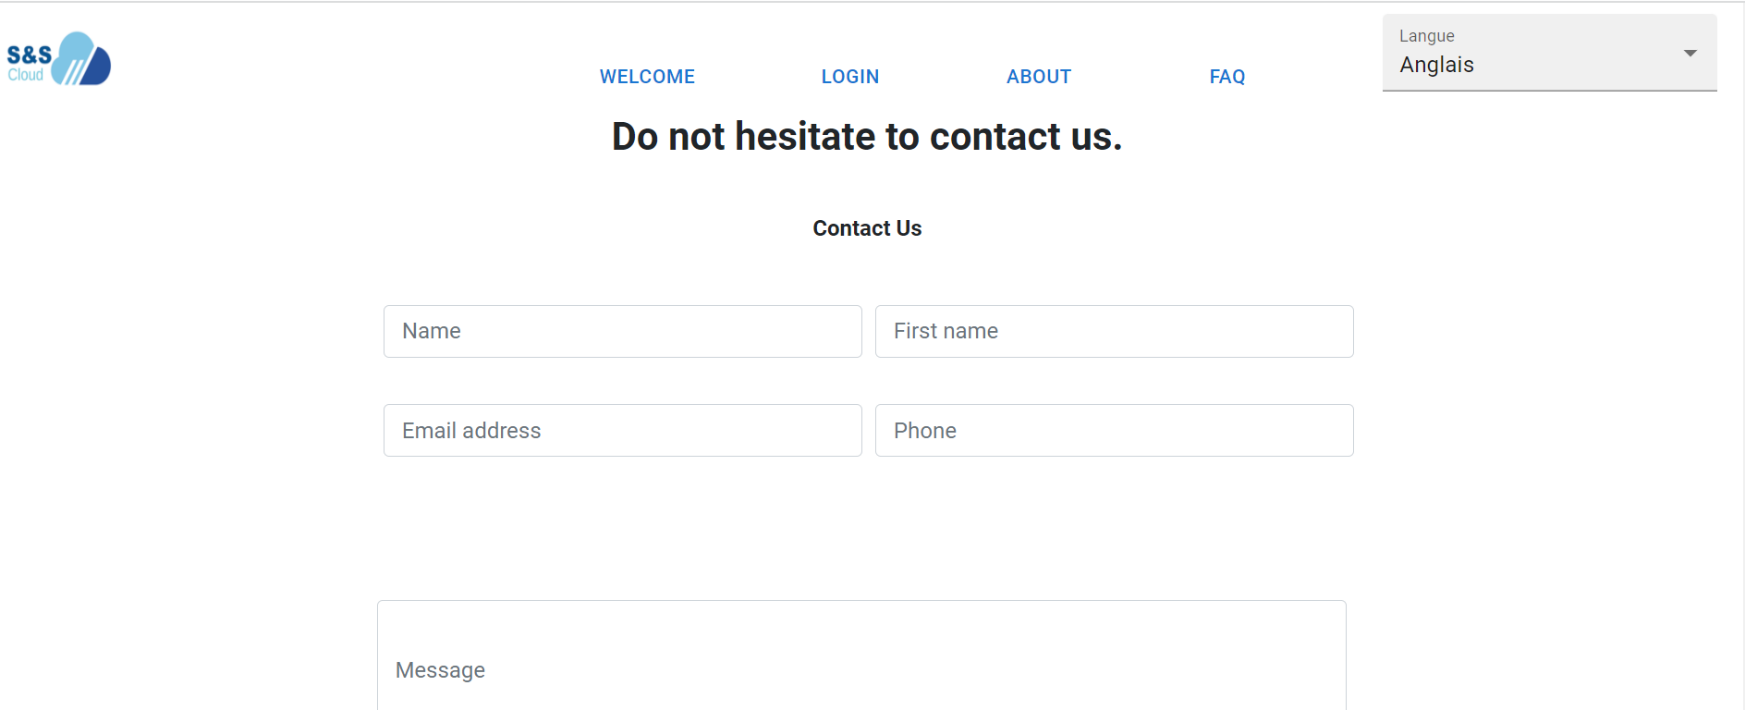 S&S
Cloud
WELCOME
LOGIN
ABOUT
FAQ
Langue
Anglais
Do not hesitate to contact us.
Contact Us
Name
First name
Email address
Phone
Message